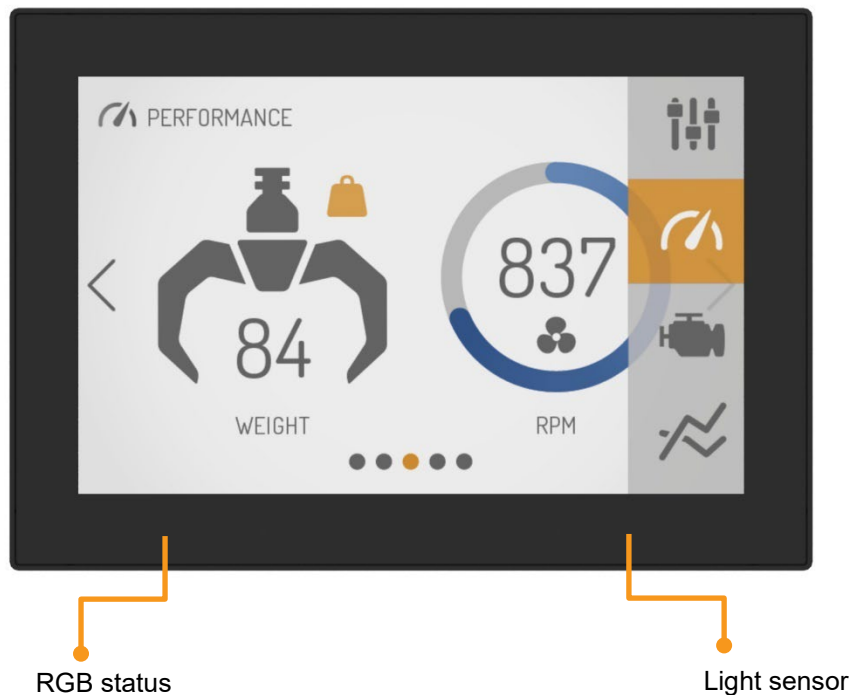 PERFORMANCE
837
84
WEIGHT
RPM
RGB status
Light sensor